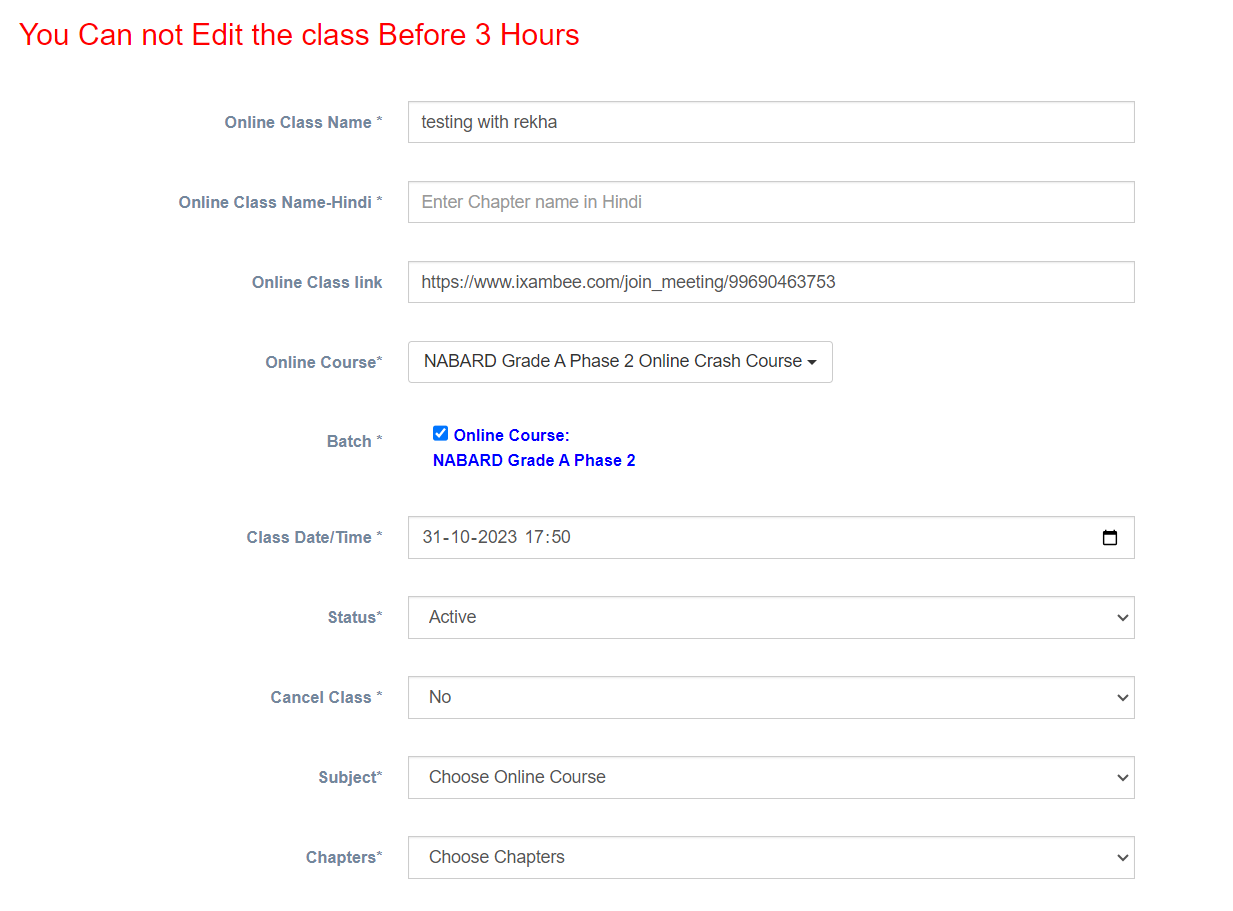 You Can not Edit the class Before 3 Hours
Online Class Name * testing with rekha
Online Class Name-Hindi * Enter Chapter name in Hindi
Online Class link https://www.ixambee.com/join_meeting/99690463753
Online Course* NABARD Grade A Phase 2 Online Crash Course
Batch * Online Course:
NABARD Grade A Phase 2
Class Date/Time * 31-10-2023 17:50
Status* Active
Cancel Class * No
Subject* Choose Online Course
Chapters* Choose Chapters